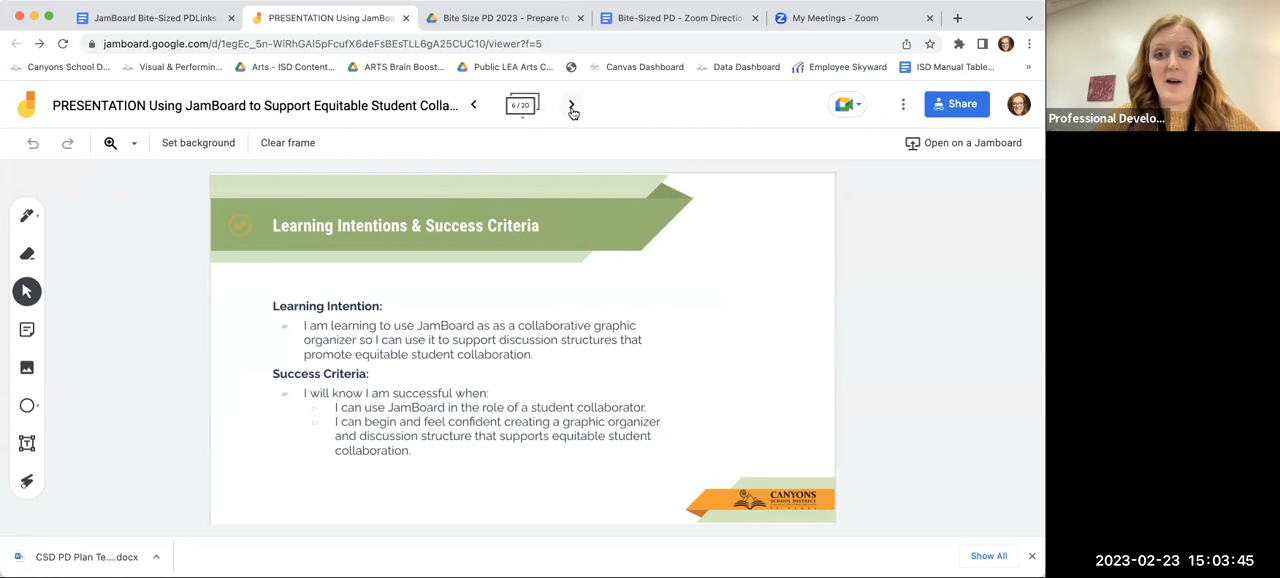 JamBoard Bite-Sized PDLinks
PRESENTATION Using JamBoa
Bite Size PD 2023 - Prepare to
Bite-Sized PD - Zoom Directio
My Meetings - Zoom
jamboard.google.com/d/1egEc_5n-WiRhGAl5pFcufX6deFsBEsTLL6gA25CUC10/viewer?f=5
Canyons School D...
Visual & Performin...
Arts - ISD Content...
ARTS Brain Boost...
Public LEA Arts C...
Canvas Dashboard
Data Dashboard
Employee Skyward
ISD Manual Table...
»
PRESENTATION Using JamBoard to Support Equitable Student Colla...
6 / 20
Share
Set background
Clear frame
Open on a Jamboard
Learning Intentions & Success Criteria
Learning Intention:
I am learning to use JamBoard as as a collaborative graphic
organizer so I can use it to support discussion structures that
promote equitable student collaboration.
Success Criteria:
I will know I am successful when:
I can use JamBoard in the role of a student collaborator.
I can begin and feel confident creating a graphic organizer
and discussion structure that supports equitable student
collaboration.
CANYONS
SCHOOL DISTRICT
CSD PD Plan Te....docx
Show All
Professional Develo...
2023-02-23 15:03:45